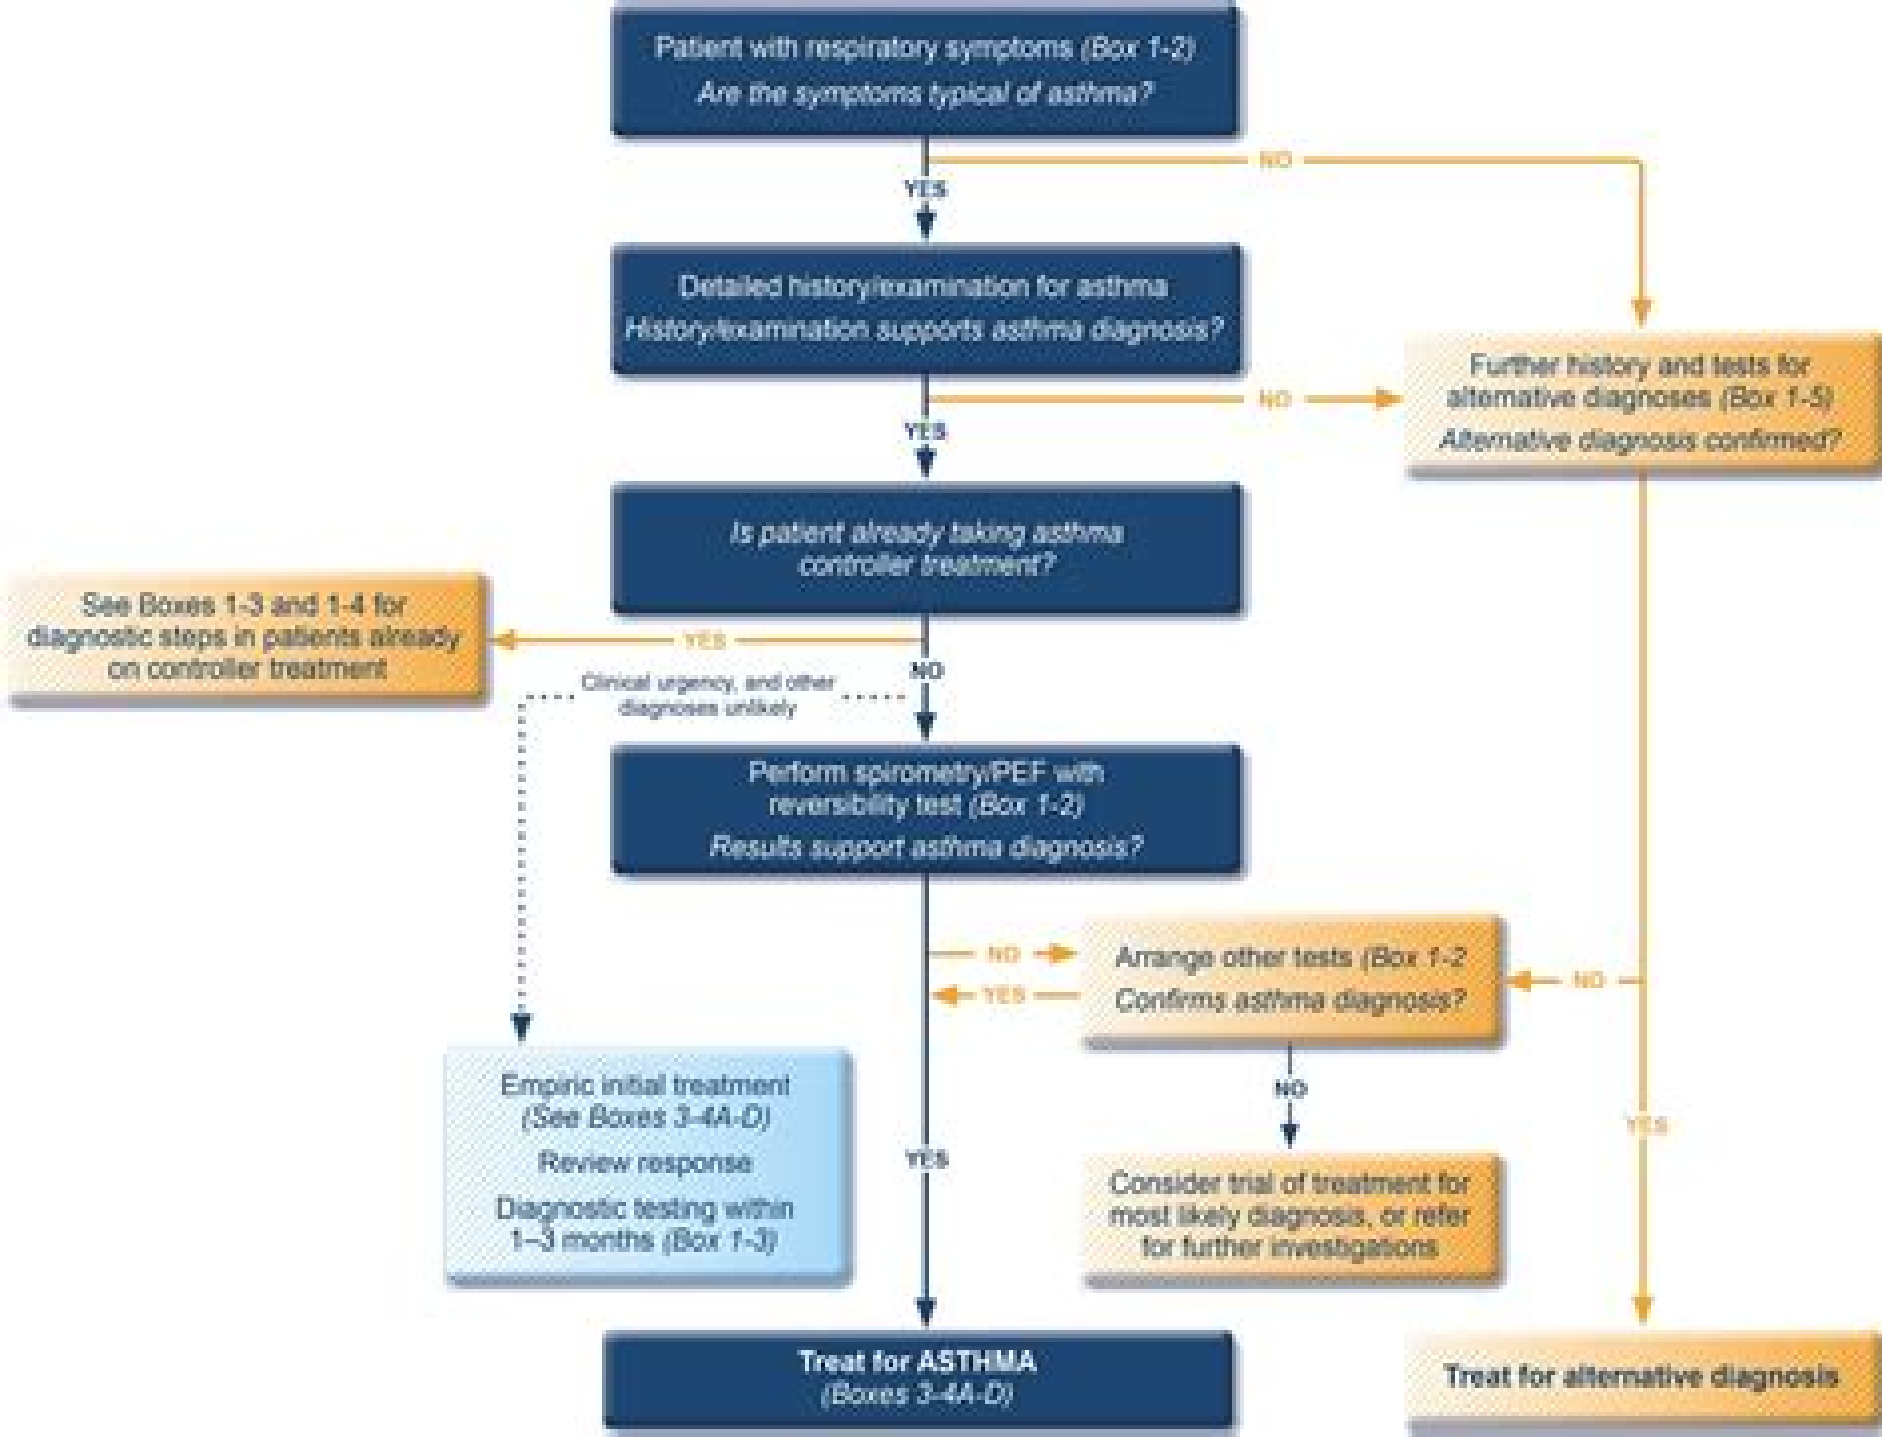 Patient with respiratory symptoms (Box 1-2)
Are the symptoms typical of asthma?
NO
YES
Detailed history/examination for asthma
History/examination supports asthma diagnosis?
Further history and tests for
alternative diagnoses (Box 1-5)
Alternative diagnosis confirmed?
NO
YES
Is patient already taking asthma
controller treatment?
See Boxes 1-3 and 1-4 for
diagnostic steps in patients already
on controller treatment
YES
NO
Clinical urgency, and other
diagnoses unlikely
Perform spirometry/PEF with
reversibility test (Box 1-2)
Results support asthma diagnosis?
NO
YES
Arrange other tests (Box 1-2
Confirms asthma diagnosis?
NO
NO
YES
Empiric initial treatment
(See Boxes 3-4A-D)
Review response
Diagnostic testing within
1–3 months (Box 1-3)
YES
Consider trial of treatment for
most likely diagnosis, or refer
for further investigations
Treat for ASTHMA
(Boxes 3-4A-D)
Treat for alternative diagnosis